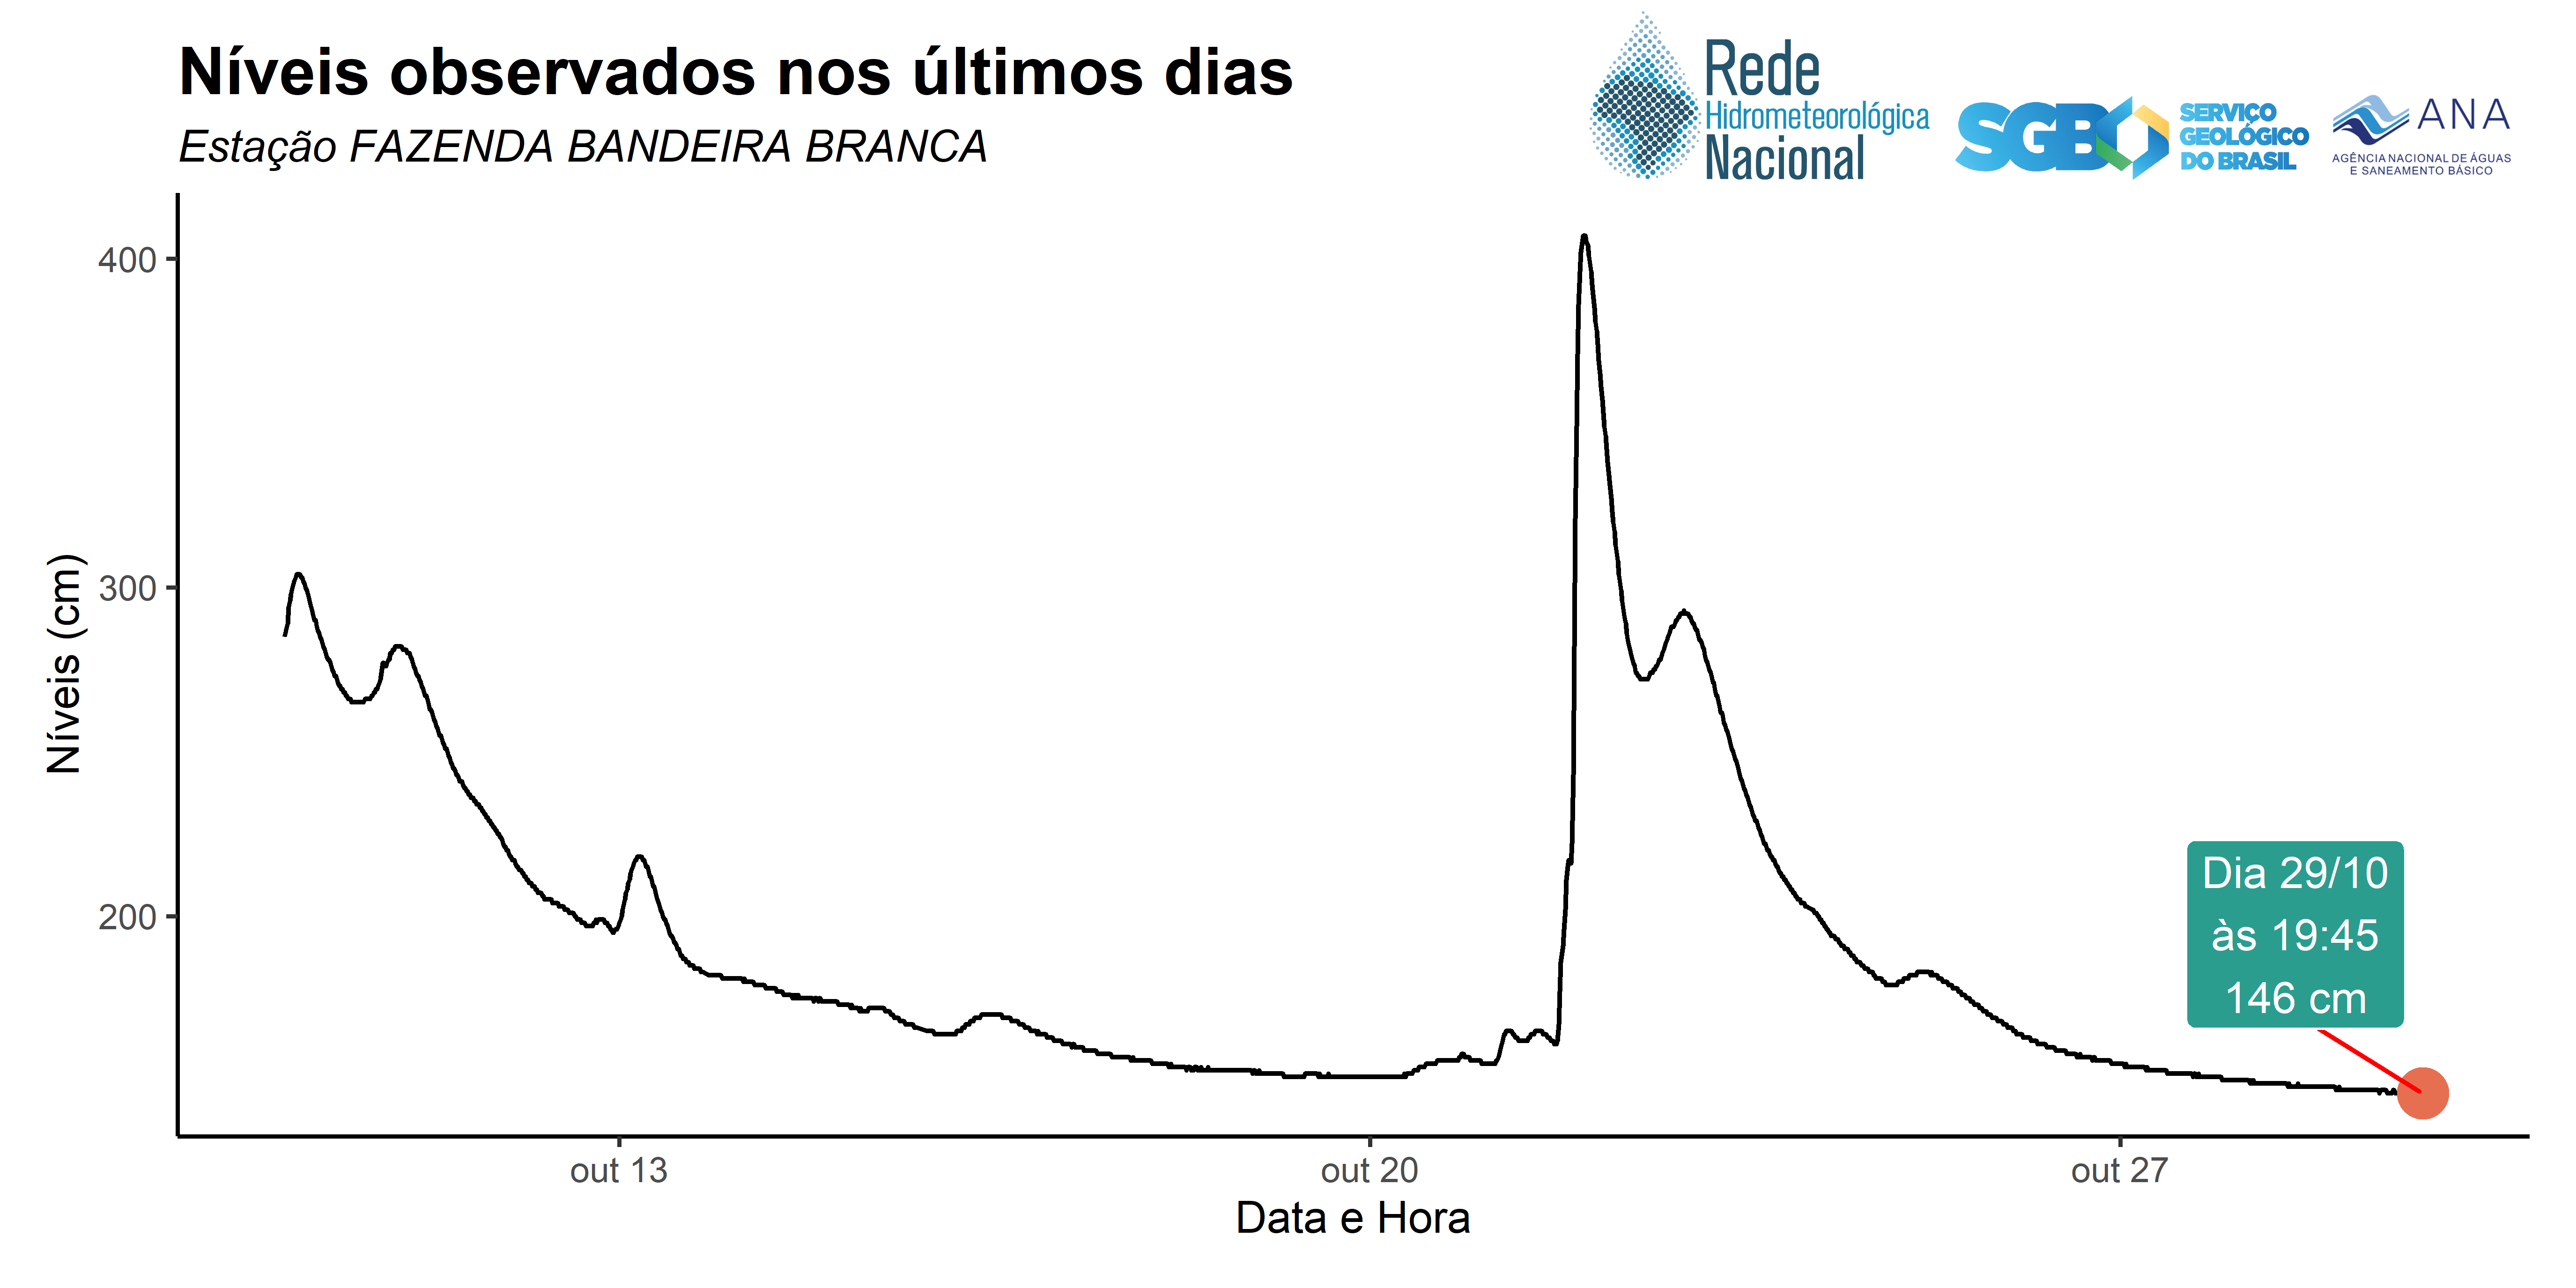 Níveis observados nos últimos dias
Estação FAZENDA BANDEIRA BRANCA
Rede
Hidrometeorológica
Nacional
SGB
SERVIÇO
GEOLÓGICO
DO BRASIL
ANA
AGÊNCIA NACIONAL DE ÁGUAS
E SANEAMENTO BÁSICO
Níveis (cm)
400
300
200
Dia 29/10
às 19:45
146 cm
out 13
out 20
out 27
Data e Hora